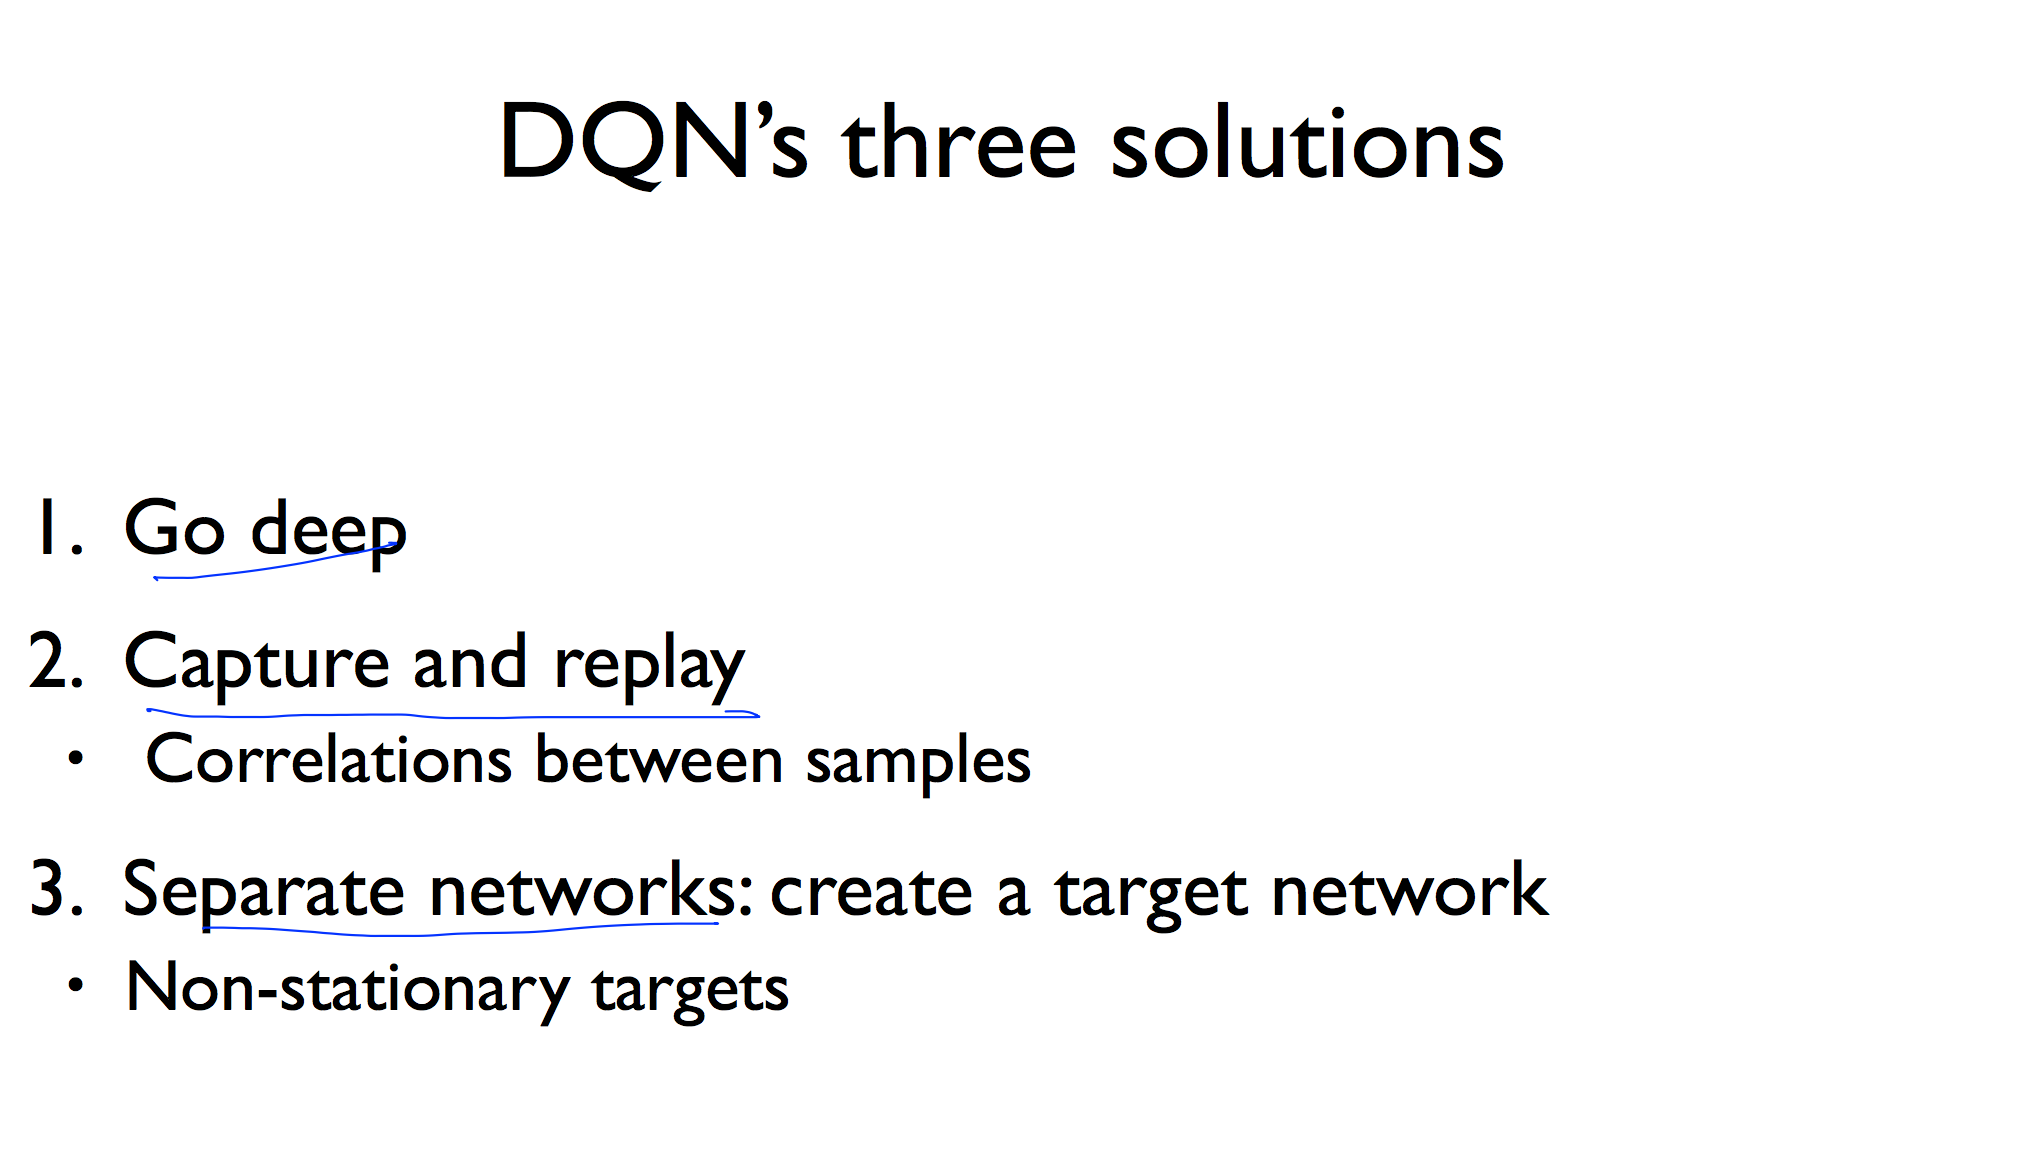 DQN’s three solutions
1. Go deep
2. Capture and replay
• Correlations between samples
3. Separate networks: create a target network
• Non-stationary targets